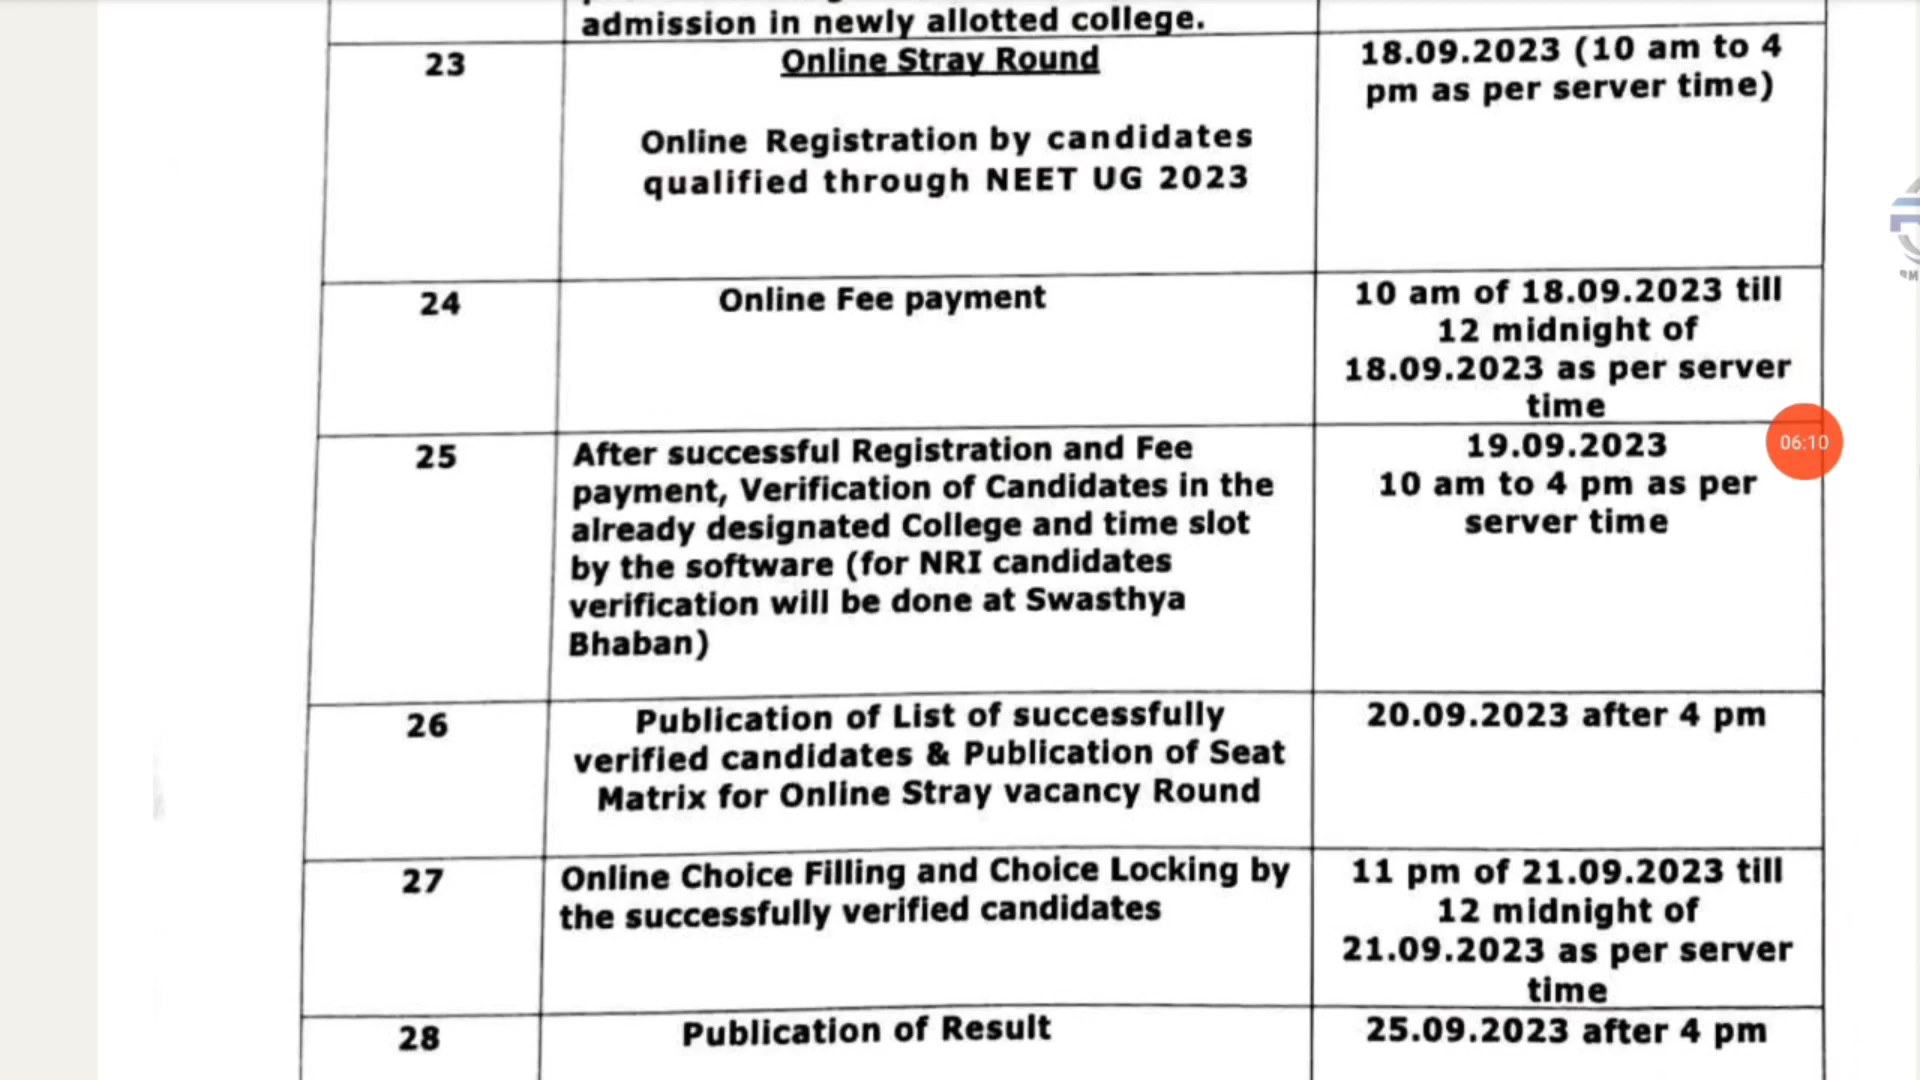 admission in newly allotted college.
23
Online Stray Round
Online Registration by candidates
qualified through NEET UG 2023
18.09.2023 (10 am to 4
pm as per server time)
24
Online Fee payment
10 am of 18.09.2023 till
12 midnight of
18.09.2023 as per server
time
25
After successful Registration and Fee
payment, Verification of Candidates in the
already designated College and time slot
by the software (for NRI candidates
verification will be done at Swasthya
Bhaban)
19.09.2023
10 am to 4 pm as per
server time
06:10
26
Publication of List of successfully
verified candidates & Publication of Seat
Matrix for Online Stray vacancy Round
20.09.2023 after 4 pm
27
Online Choice Filling and Choice Locking by
the successfully verified candidates
11 pm of 21.09.2023 till
12 midnight of
21.09.2023 as per server
time
28
Publication of Result
25.09.2023 after 4 pm